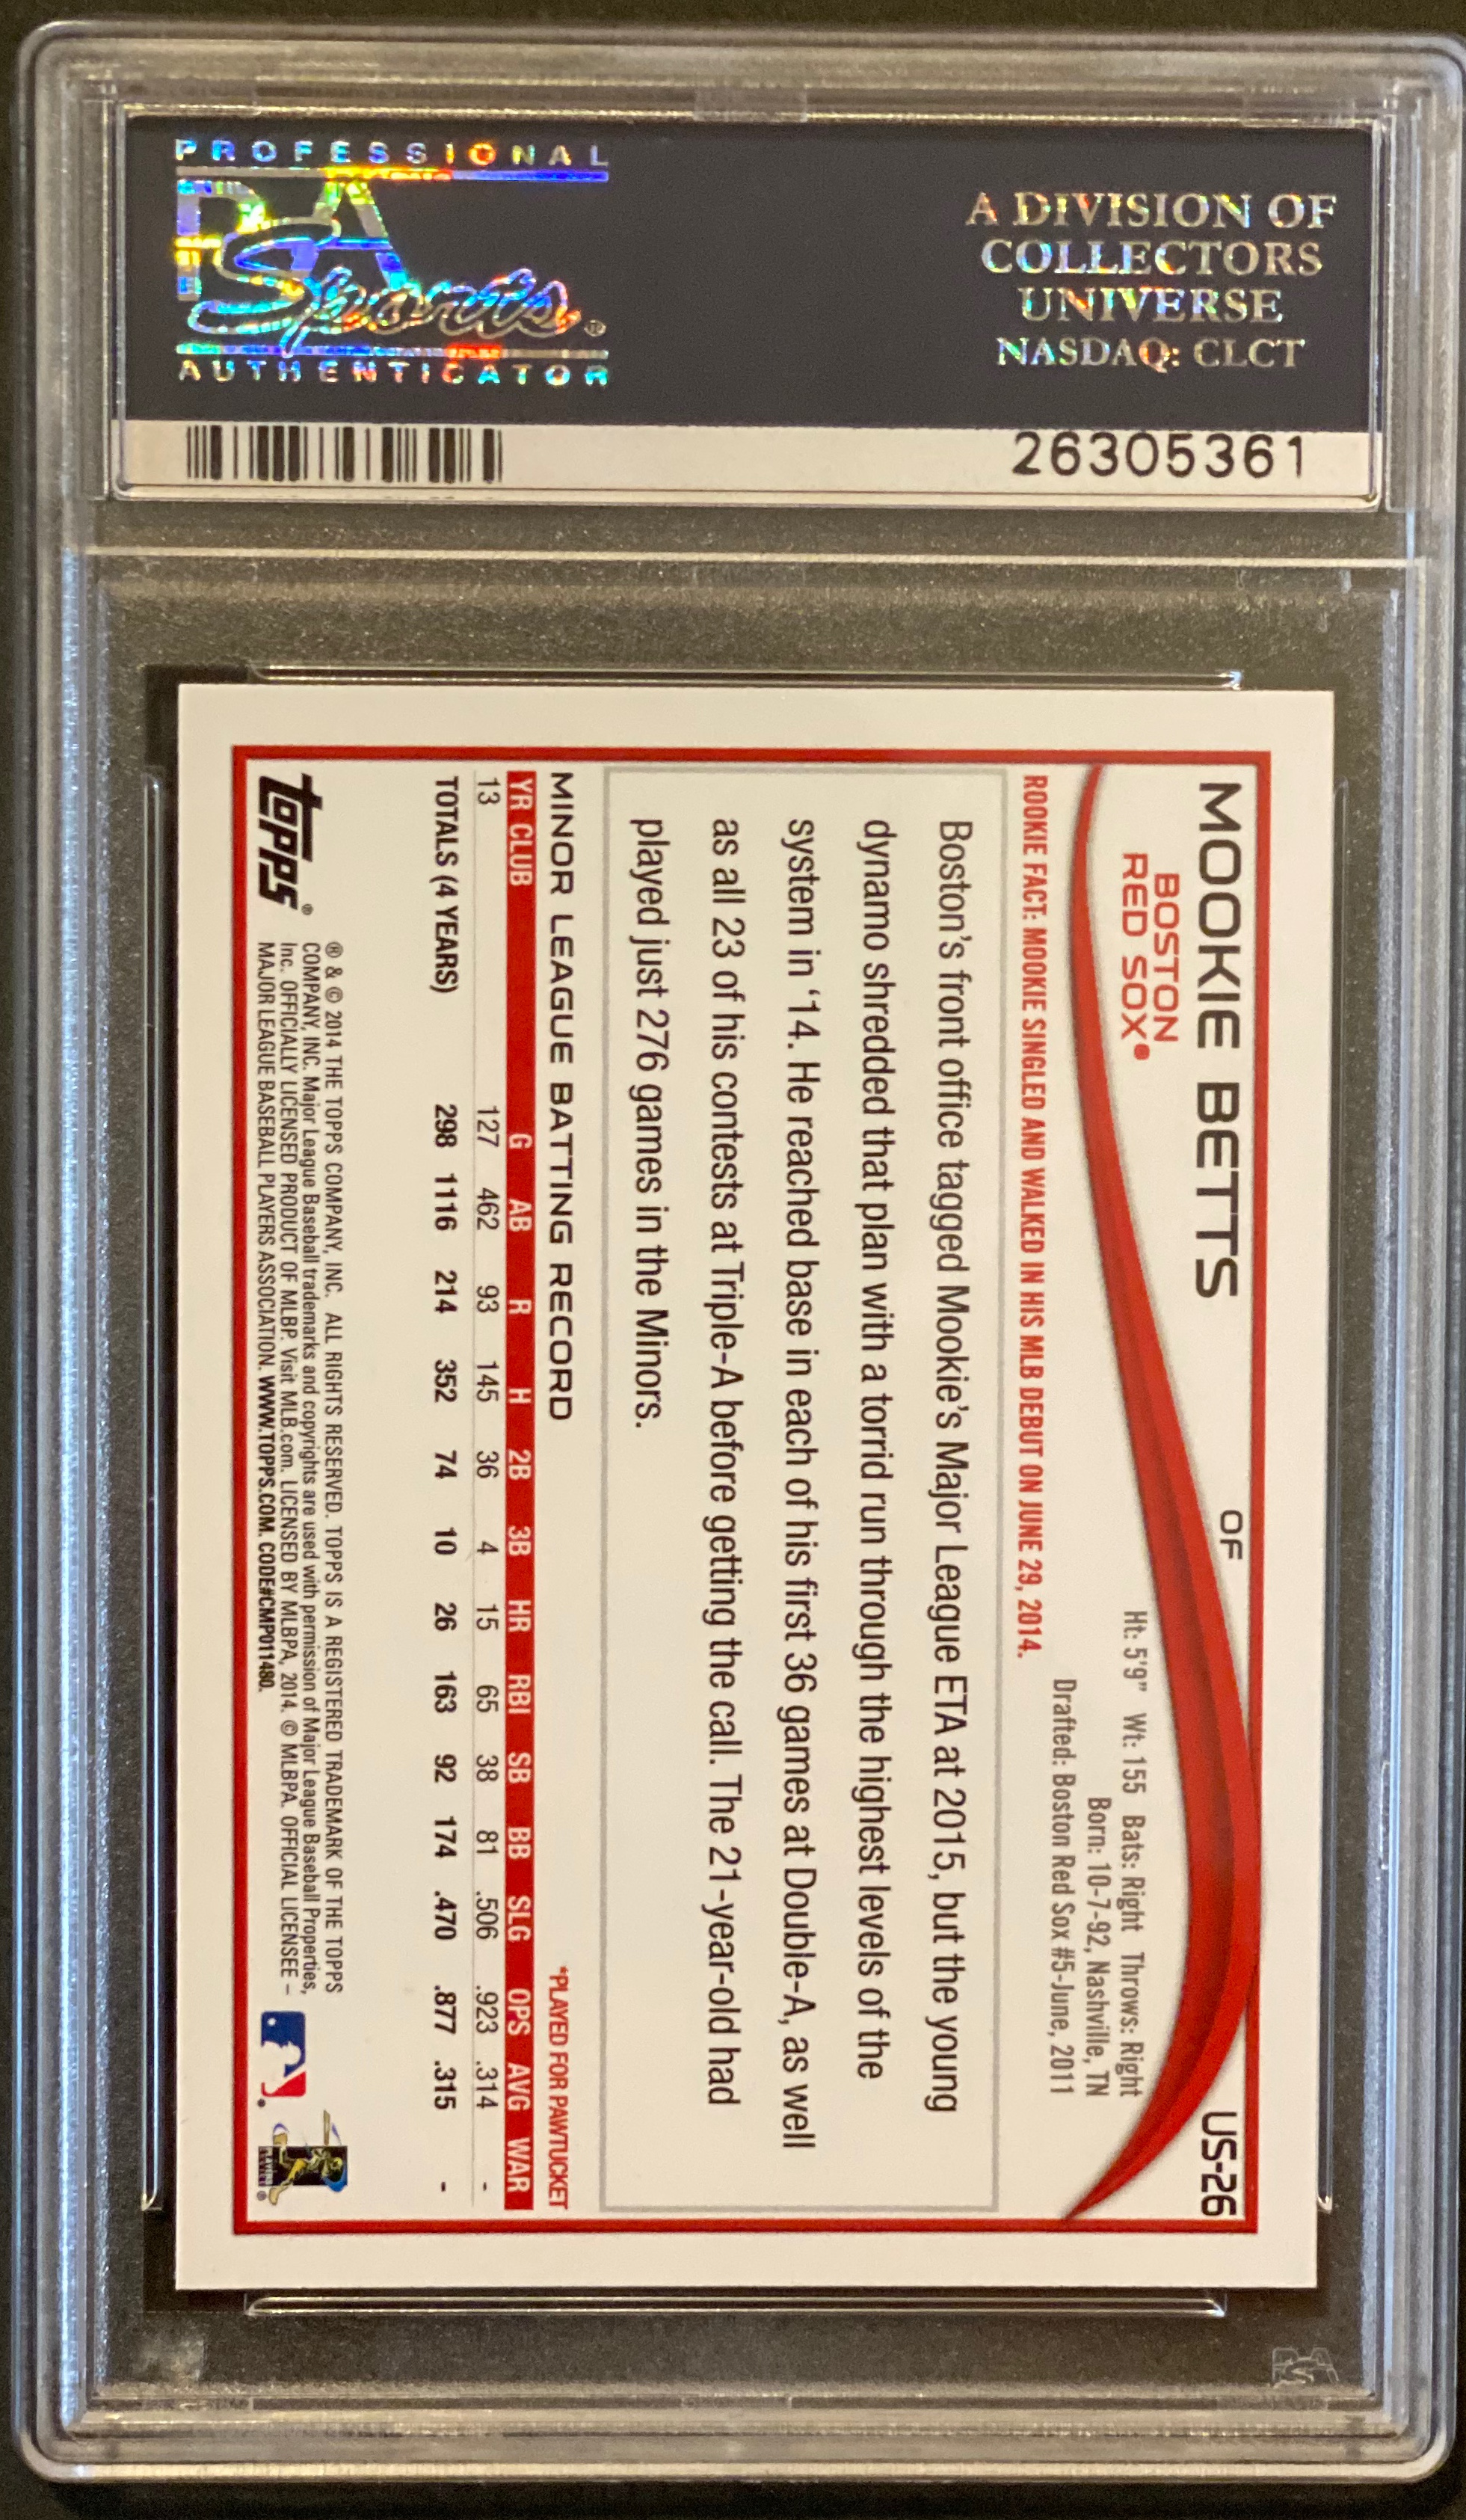 PROFESSIONAL
PSA
Sports®
AUTHENTICATOR
A DIVISION OF
COLLECTORS
UNIVERSE
NASDAQ: CLCT
26305361
MOOKIE BETTS OF US-26
BOSTON
RED SOX®
Ht: 5'9" Wt: 155 Bats: Right Throws: Right
Born: 10-7-92, Nashville, TN
Drafted: Boston Red Sox #5-June, 2011
ROOKIE FACT: MOOKIE SINGLED AND WALKED IN HIS MLB DEBUT ON JUNE 29, 2014.
Boston's front office tagged Mookie's Major League ETA at 2015, but the young
dynamo shredded that plan with a torrid run through the highest levels of the
system in '14. He reached base in each of his first 36 games at Double-A, as well
as all 23 of his contests at Triple-A before getting the call. The 21-year-old had
played just 276 games in the Minors.
MINOR LEAGUE BATTING RECORD *PLAYED FOR PAWTUCKET
YR CLUB G AB R H 2B 3B HR RBI SB BB SLG OPS AVG WAR
13 127 462 93 145 36 4 15 65 38 81 .506 .923 .314 -
TOTALS (4 YEARS) 298 1116 214 352 74 10 26 163 92 174 .470 .877 .315 -
topps®
® & © 2014 THE TOPPS COMPANY, INC. ALL RIGHTS RESERVED. TOPPS IS A REGISTERED TRADEMARK OF THE TOPPS
COMPANY, INC. Major League Baseball trademarks and copyrights are used with permission of Major League Baseball Properties,
Inc. OFFICIALLY LICENSED PRODUCT OF MLBP. Visit MLB.com. LICENSED BY MLBPA, 2014. © MLBPA. OFFICIAL LICENSEE –
MAJOR LEAGUE BASEBALL PLAYERS ASSOCIATION. WWW.TOPPS.COM. CODE#CMP011480.